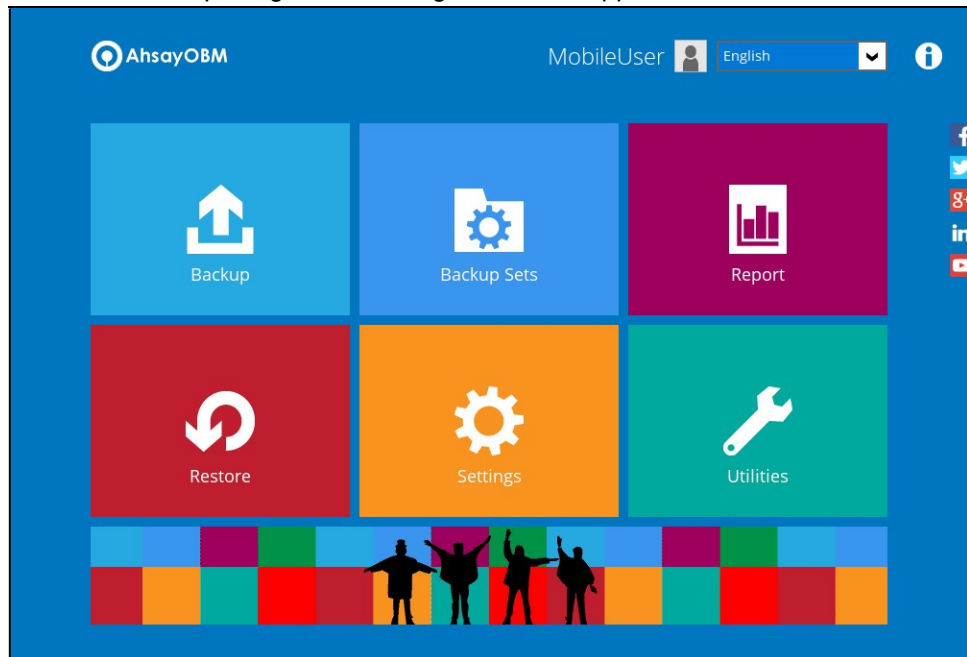 AhsayOBM
MobileUser
English
Backup
Backup Sets
Report
Restore
Settings
Utilities